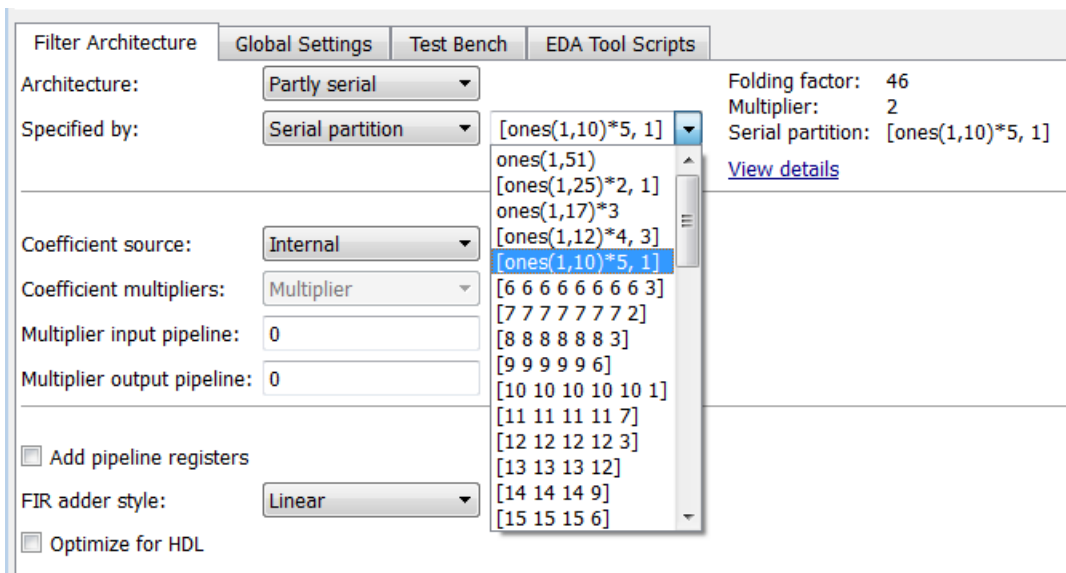 Filter Architecture Global Settings Test Bench EDA Tool Scripts
Architecture: Partly serial Folding factor: 46
Multiplier: 2
Specified by: Serial partition [ones(1,10)*5, 1] Serial partition: [ones(1,10)*5, 1]
View details
ones(1,51)
[ones(1,25)*2, 1]
ones(1,17)*3
[ones(1,12)*4, 3]
[ones(1,10)*5, 1]
[6 6 6 6 6 6 6 6 3]
[7 7 7 7 7 7 7 2]
[8 8 8 8 8 8 3]
[9 9 9 9 9 6]
[10 10 10 10 10 1]
[11 11 11 11 7]
[12 12 12 12 3]
[13 13 13 12]
[14 14 14 9]
[15 15 15 6]
Coefficient source: Internal
Coefficient multipliers: Multiplier
Multiplier input pipeline: 0
Multiplier output pipeline: 0
Add pipeline registers
FIR adder style: Linear
Optimize for HDL